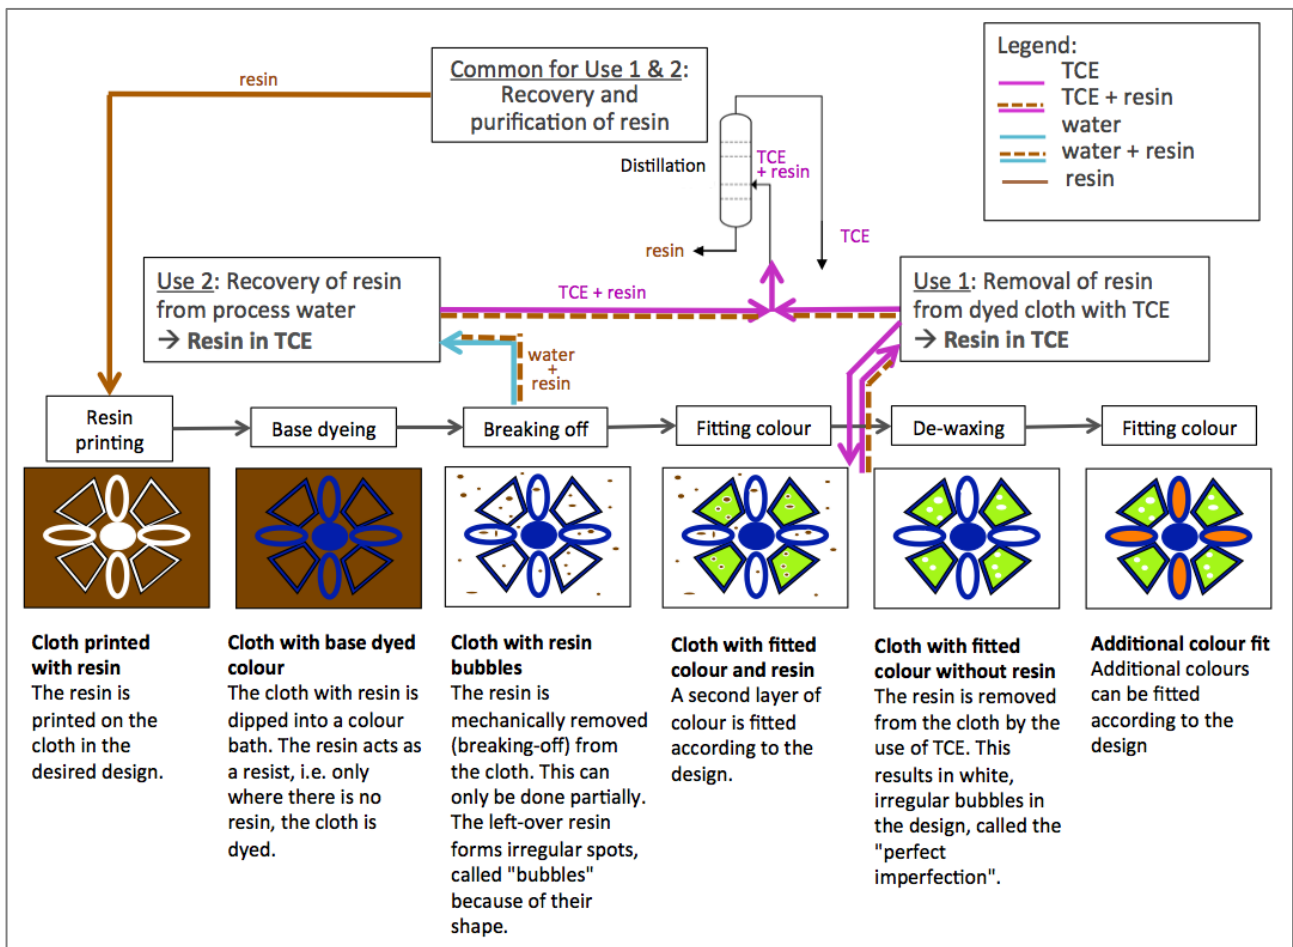 Common for Use 1 & 2:
Recovery and
purification of resin
resin
Legend:
TCE
TCE + resin
water
water + resin
resin
Distillation
TCE
+ resin
resin
TCE
Use 2: Recovery of resin
from process water
→ Resin in TCE
TCE + resin
Use 1: Removal of resin
from dyed cloth with TCE
→ Resin in TCE
water
+
resin
Resin
printing
Base dyeing
Breaking off
Fitting colour
De-waxing
Fitting colour
Cloth printed
with resin
The resin is
printed on the
cloth in the
desired design.
Cloth with base dyed
colour
The cloth with resin is
dipped into a colour
bath. The resin acts as
a resist, i.e. only
where there is no
resin, the cloth is
dyed.
Cloth with resin
bubbles
The resin is
mechanically removed
(breaking-off) from
the cloth. This can
only be done partially.
The left-over resin
forms irregular spots,
called "bubbles"
because of their
shape.
Cloth with fitted
colour and resin
A second layer of
colour is fitted
according to the
design.
Cloth with fitted
colour without resin
The resin is removed
from the cloth by the
use of TCE. This
results in white,
irregular bubbles in
the design, called the
"perfect
imperfection".
Additional colour fit
Additional colours
can be fitted
according to the
design